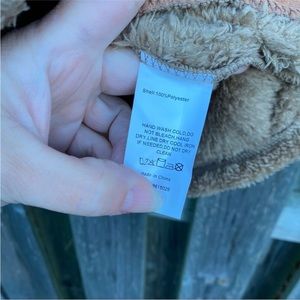 Shell:100%Polyester
HAND WASH COLD,DO
NOT BLEACH,HANG
DRY,LINE DRY COOL IRON
IF NEEDED,DO NOT DRY
CLEAN
Made in China